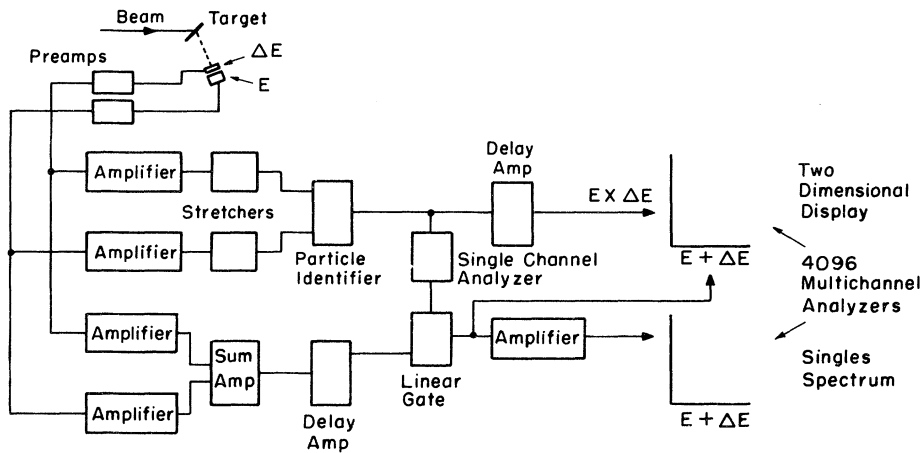 Beam
Target
ΔE
E
Preamps
Amplifier
Stretchers
Amplifier
Particle
Identifier
Delay
Amp
E X ΔE
Single Channel
Analyzer
Two
Dimensional
Display
E + ΔE
4096
Multichannel
Analyzers
Amplifier
Sum
Amp
Amplifier
Delay
Amp
Linear
Gate
Amplifier
Singles
Spectrum
E + ΔE